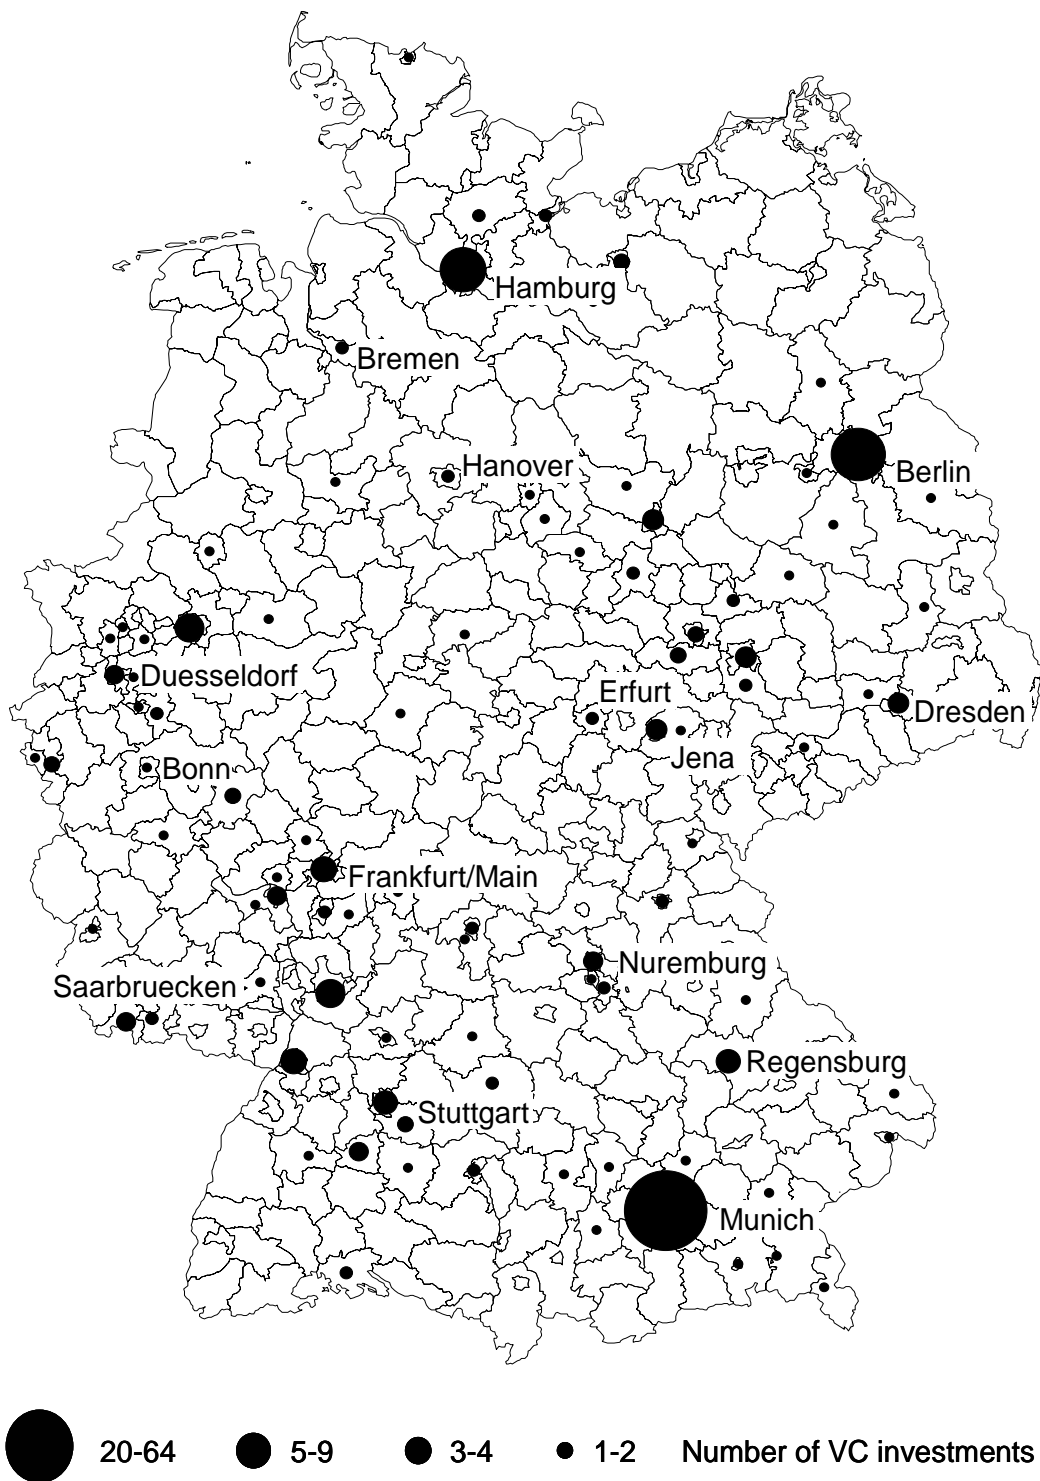 Hamburg
Bremen
Hanover
Berlin
Duesseldorf
Erfurt
Dresden
Jena
Bonn
Frankfurt/Main
Nuremburg
Saarbruecken
Regensburg
Stuttgart
Munich
20-64 5-9 3-4 1-2 Number of VC investments